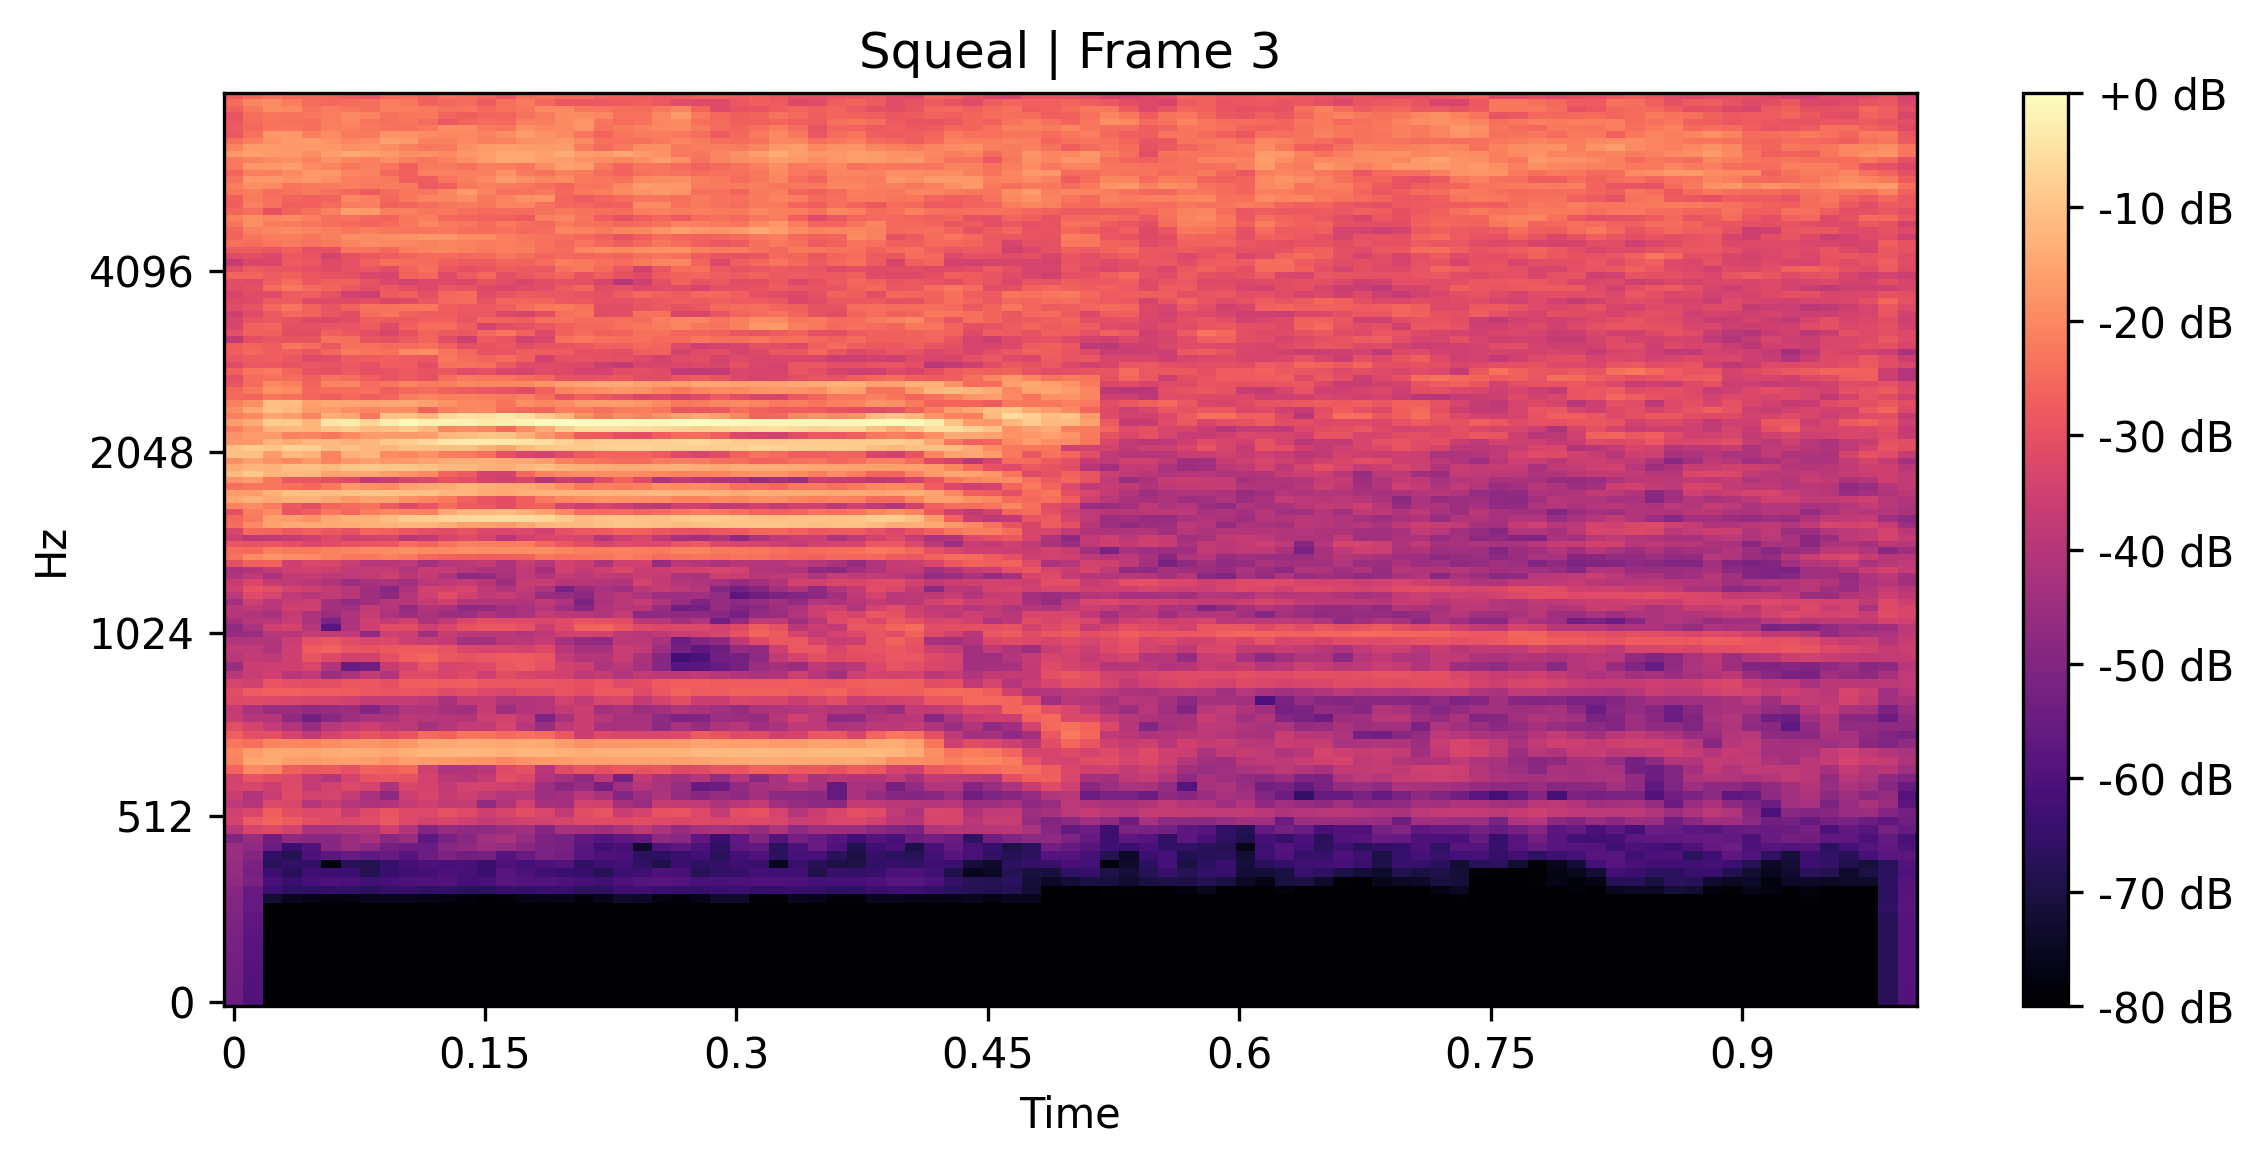 Squeal | Frame 3
+0 dB
-10 dB
-20 dB
-30 dB
-40 dB
-50 dB
-60 dB
-70 dB
-80 dB
Hz
4096
2048
1024
512
0
0 0.15 0.3 0.45 0.6 0.75 0.9
Time